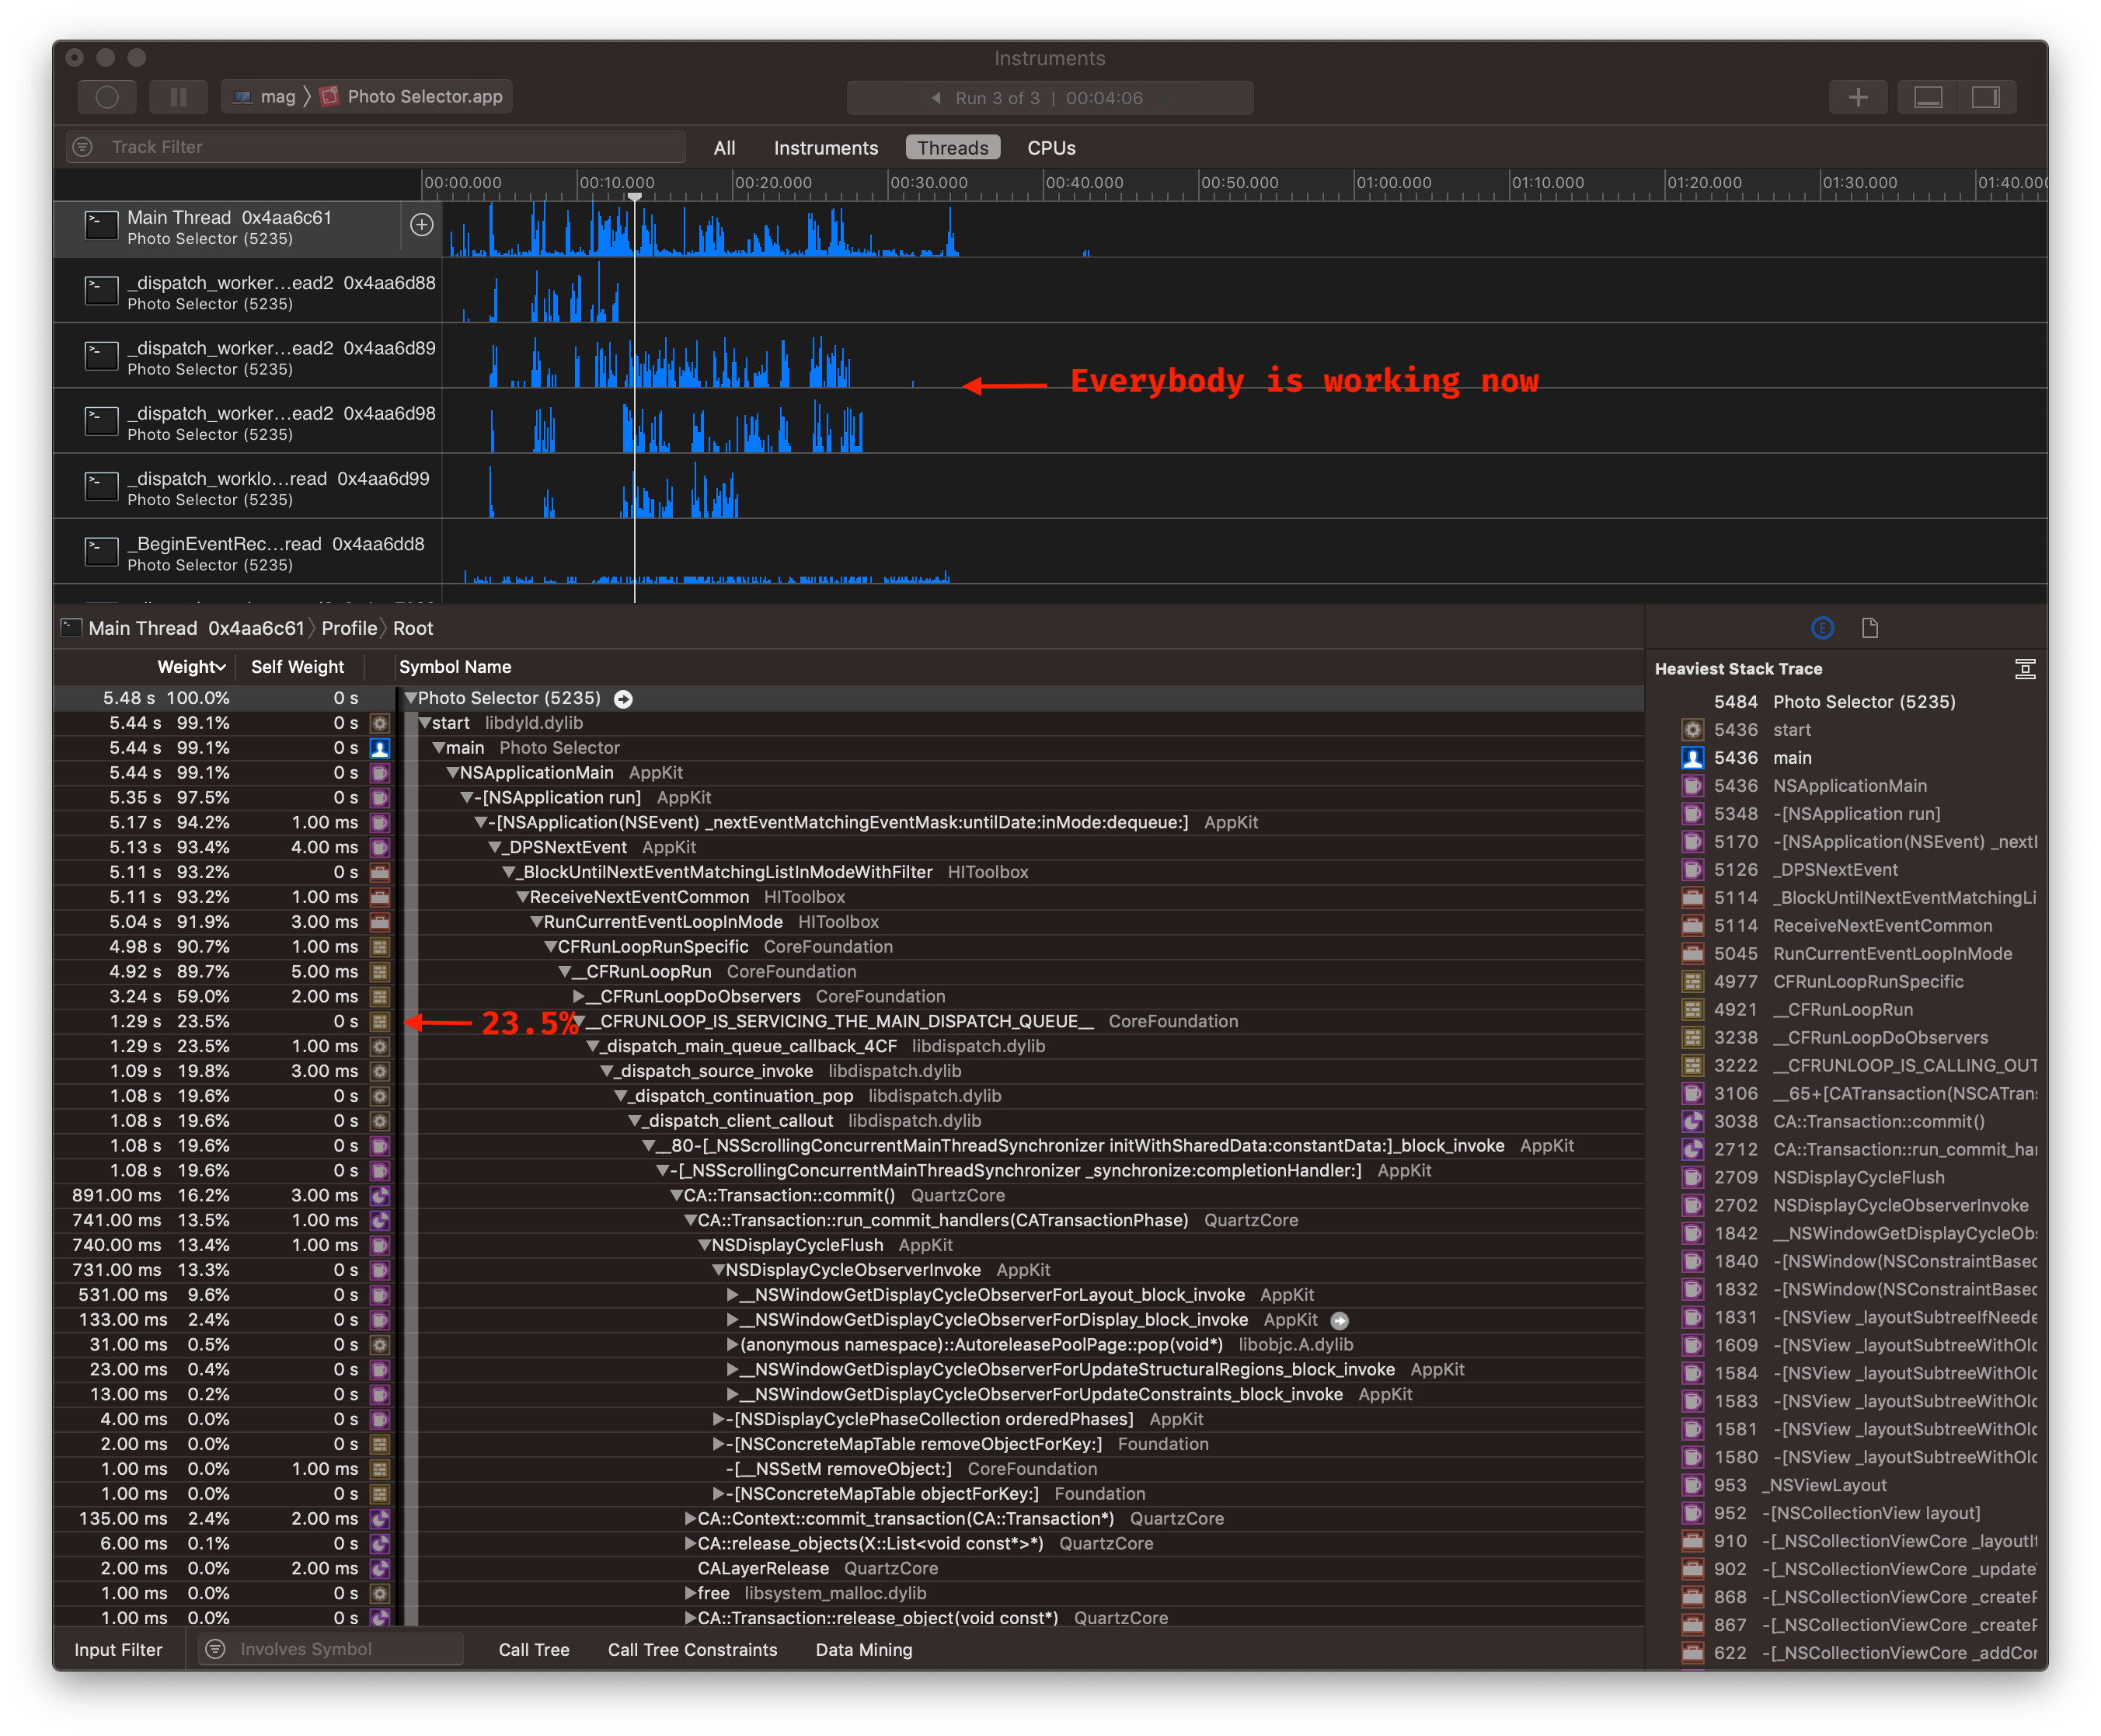 Instruments
mag 〉 Photo Selector.app
Run 3 of 3 | 00:04:06
Track Filter
All Instruments Threads CPUs
00:00.000 00:10.000 00:20.000 00:30.000 00:40.000 00:50.000 01:00.000 01:10.000 01:20.000 01:30.000 01:40.000
Main Thread 0x4aa6c61
Photo Selector (5235)
_dispatch_worker…ead2 0x4aa6d88
Photo Selector (5235)
_dispatch_worker…ead2 0x4aa6d89
Photo Selector (5235)
Everybody is working now
_dispatch_worker…ead2 0x4aa6d98
Photo Selector (5235)
_dispatch_worklo…read 0x4aa6d99
Photo Selector (5235)
_BeginEventRec…read 0x4aa6dd8
Photo Selector (5235)
Main Thread 0x4aa6c61 〉 Profile 〉 Root
Weight Self Weight Symbol Name
5.48 s 100.0% 0 s Photo Selector (5235)
5.44 s 99.1% 0 s start libdyld.dylib
5.44 s 99.1% 0 s main Photo Selector
5.44 s 99.1% 0 s NSApplicationMain AppKit
5.35 s 97.5% 0 s -[NSApplication run] AppKit
5.17 s 94.2% 1.00 ms -[NSApplication(NSEvent) _nextEventMatchingEventMask:untilDate:inMode:dequeue:] AppKit
5.13 s 93.4% 4.00 ms _DPSNextEvent AppKit
5.11 s 93.2% 0 s _BlockUntilNextEventMatchingListInModeWithFilter HIToolbox
5.11 s 93.2% 1.00 ms ReceiveNextEventCommon HIToolbox
5.04 s 91.9% 3.00 ms RunCurrentEventLoopInMode HIToolbox
4.98 s 90.7% 1.00 ms CFRunLoopRunSpecific CoreFoundation
4.92 s 89.7% 5.00 ms __CFRunLoopRun CoreFoundation
3.24 s 59.0% 2.00 ms __CFRunLoopDoObservers CoreFoundation
1.29 s 23.5% 0 s 23.5% __CFRUNLOOP_IS_SERVICING_THE_MAIN_DISPATCH_QUEUE__ CoreFoundation
1.29 s 23.5% 1.00 ms _dispatch_main_queue_callback_4CF libdispatch.dylib
1.09 s 19.8% 3.00 ms _dispatch_source_invoke libdispatch.dylib
1.08 s 19.6% 0 s _dispatch_continuation_pop libdispatch.dylib
1.08 s 19.6% 0 s _dispatch_client_callout libdispatch.dylib
1.08 s 19.6% 0 s __80-[_NSScrollingConcurrentMainThreadSynchronizer initWithSharedData:constantData:]_block_invoke AppKit
1.08 s 19.6% 0 s -[_NSScrollingConcurrentMainThreadSynchronizer _synchronize:completionHandler:] AppKit
891.00 ms 16.2% 3.00 ms CA::Transaction::commit() QuartzCore
741.00 ms 13.5% 1.00 ms CA::Transaction::run_commit_handlers(CATransactionPhase) QuartzCore
740.00 ms 13.4% 1.00 ms NSDisplayCycleFlush AppKit
731.00 ms 13.3% 0 s NSDisplayCycleObserverInvoke AppKit
531.00 ms 9.6% 0 s __NSWindowGetDisplayCycleObserverForLayout_block_invoke AppKit
133.00 ms 2.4% 0 s __NSWindowGetDisplayCycleObserverForDisplay_block_invoke AppKit
31.00 ms 0.5% 0 s (anonymous namespace)::AutoreleasePoolPage::pop(void*) libobjc.A.dylib
23.00 ms 0.4% 0 s __NSWindowGetDisplayCycleObserverForUpdateStructuralRegions_block_invoke AppKit
13.00 ms 0.2% 0 s __NSWindowGetDisplayCycleObserverForUpdateConstraints_block_invoke AppKit
4.00 ms 0.0% 0 s -[NSDisplayCyclePhaseCollection orderedPhases] AppKit
2.00 ms 0.0% 0 s -[NSConcreteMapTable removeObjectForKey:] Foundation
1.00 ms 0.0% 1.00 ms -[__NSSetM removeObject:] CoreFoundation
1.00 ms 0.0% 0 s -[NSConcreteMapTable objectForKey:] Foundation
135.00 ms 2.4% 2.00 ms CA::Context::commit_transaction(CA::Transaction*) QuartzCore
6.00 ms 0.1% 0 s CA::release_objects(X::List<void const*>*) QuartzCore
2.00 ms 0.0% 2.00 ms CALayerRelease QuartzCore
1.00 ms 0.0% 0 s free libsystem_malloc.dylib
1.00 ms 0.0% 0 s CA::Transaction::release_object(void const*) QuartzCore
Input Filter Involves Symbol Call Tree Call Tree Constraints Data Mining
E
Heaviest Stack Trace
5484 Photo Selector (5235)
5436 start
5436 main
5436 NSApplicationMain
5348 -[NSApplication run]
5170 -[NSApplication(NSEvent) _nextl
5126 _DPSNextEvent
5114 _BlockUntilNextEventMatchingLi
5114 ReceiveNextEventCommon
5045 RunCurrentEventLoopInMode
4977 CFRunLoopRunSpecific
4921 __CFRunLoopRun
3238 __CFRunLoopDoObservers
3222 __CFRUNLOOP_IS_CALLING_OUT
3106 __65+[CATransaction(NSCATran:
3038 CA::Transaction::commit()
2712 CA::Transaction::run_commit_hai
2709 NSDisplayCycleFlush
2702 NSDisplayCycleObserverInvoke
1842 __NSWindowGetDisplayCycleOb:
1840 -[NSWindow(NSConstraintBased
1832 -[NSWindow(NSConstraintBased
1831 -[NSView _layoutSubtreeIfNeede
1609 -[NSView _layoutSubtreeWithOld
1584 -[NSView _layoutSubtreeWithOld
1583 -[NSView _layoutSubtreeWithOld
1581 -[NSView _layoutSubtreeWithOld
1580 -[NSView _layoutSubtreeWithOld
953 _NSViewLayout
952 -[NSCollectionView layout]
910 -[_NSCollectionViewCore _layoutIt
902 -[_NSCollectionViewCore _update'
868 -[_NSCollectionViewCore _createF
867 -[_NSCollectionViewCore _createF
622 -[_NSCollectionViewCore _addCor